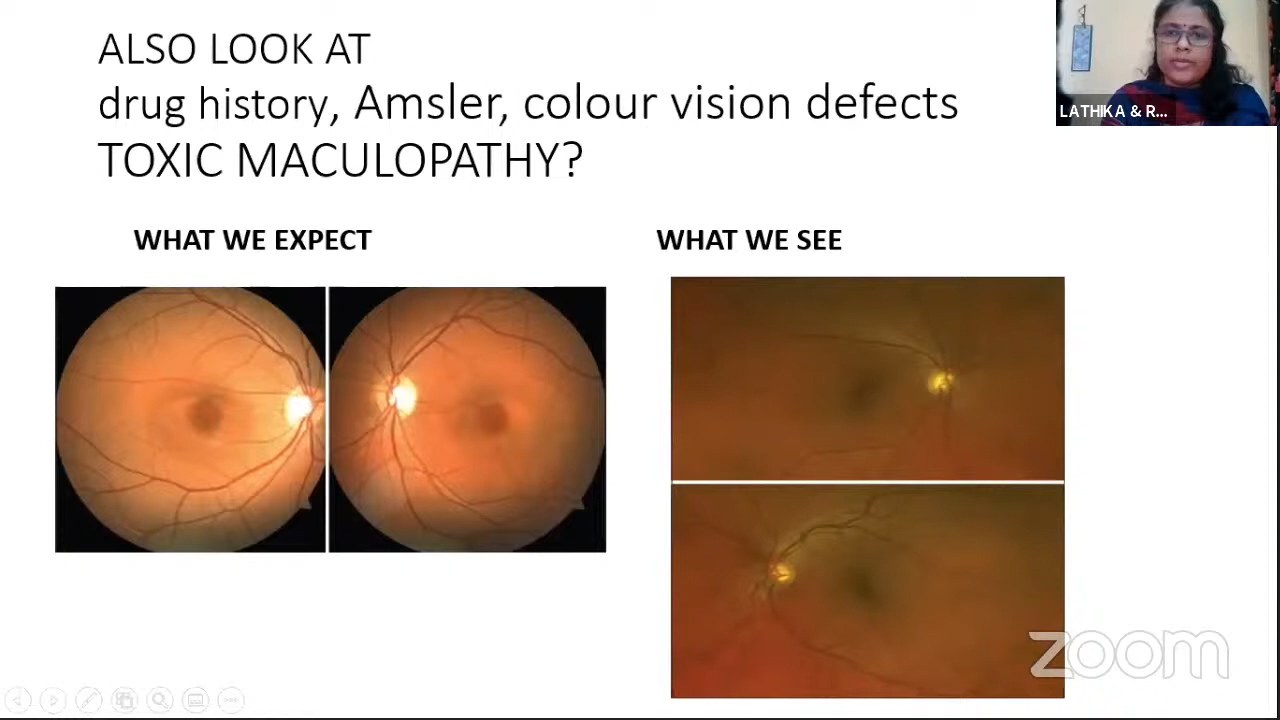 ALSO LOOK AT
drug history, Amsler, colour vision defects
TOXIC MACULOPATHY?
LATHIKA & R...
WHAT WE EXPECT
WHAT WE SEE
zoom